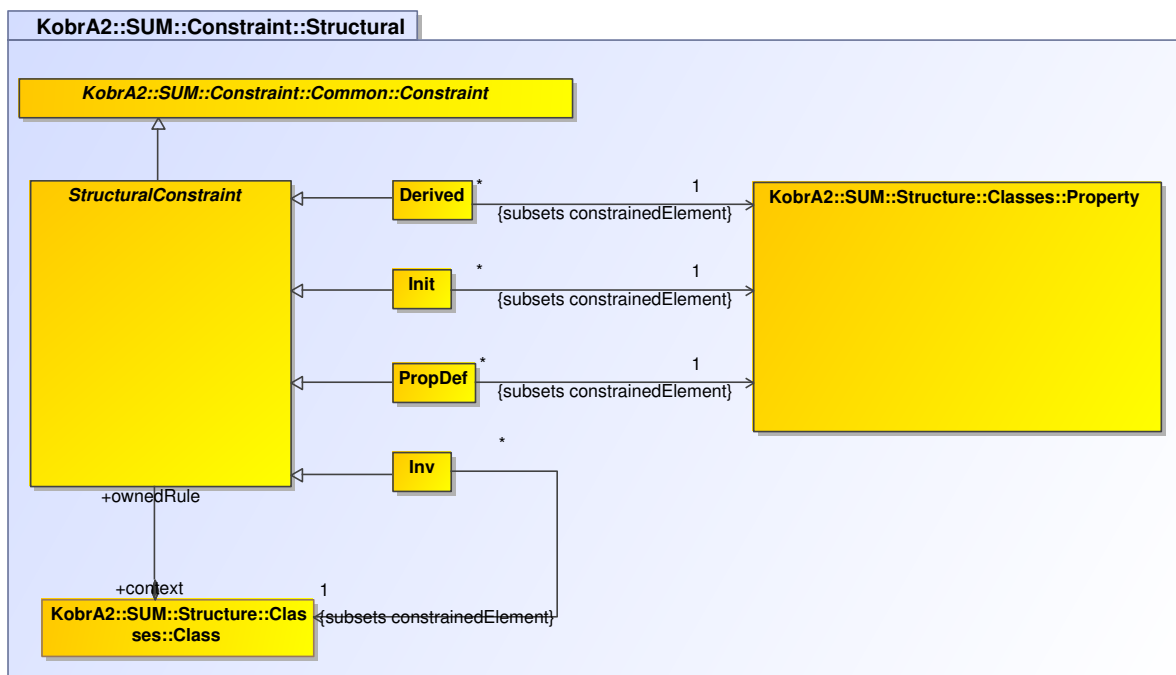 KobrA2::SUM::Constraint::Structural
KobrA2::SUM::Constraint::Common::Constraint
StructuralConstraint
Derived
*
1
{subsets constrainedElement}
KobrA2::SUM::Structure::Classes::Property
Init
*
1
{subsets constrainedElement}
PropDef
*
1
{subsets constrainedElement}
Inv
*
+ownedRule
+context
1
{subsets constrainedElement}
KobrA2::SUM::Structure::Clas
ses::Class